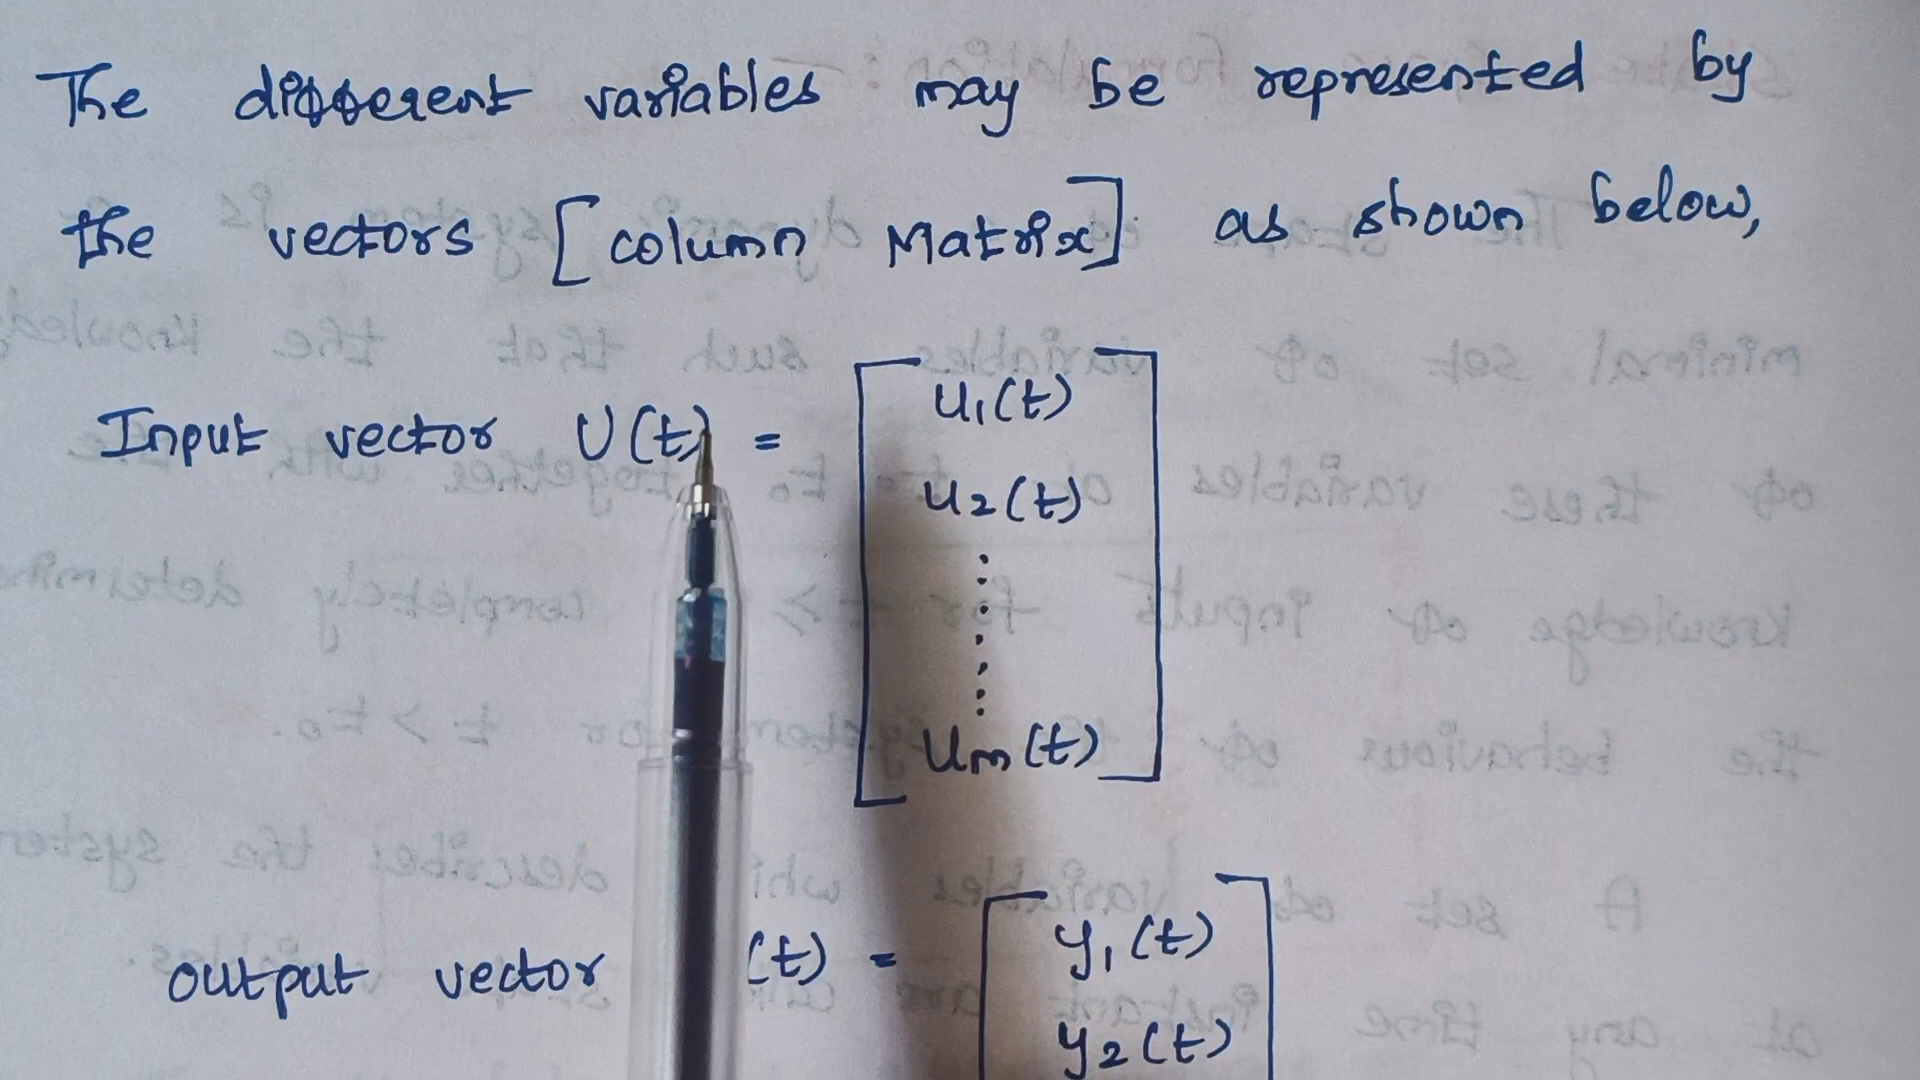 The different variables may be represented by
the vectors [column Matrix] as shown below,
Input vector U(t) = [u1(t)
u2(t)
⋮
um(t)]
output vector (t) = [y1(t)
y2(t)